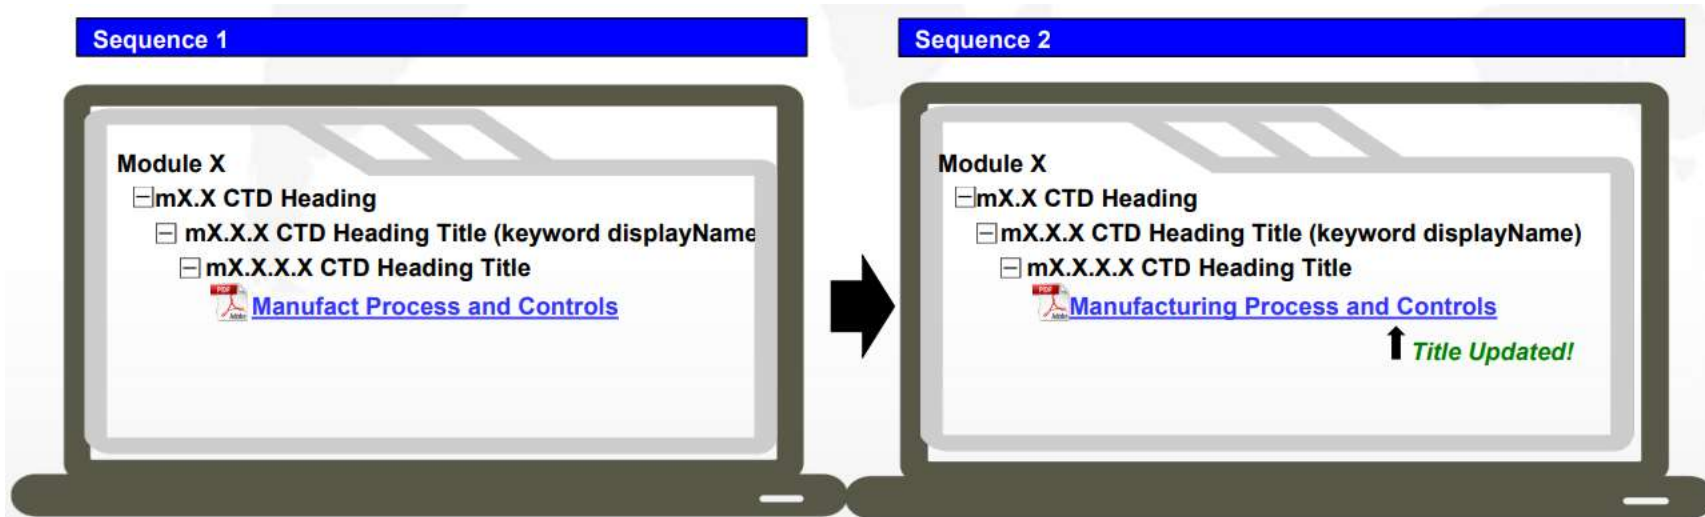 Sequence 1
Module X
mX.X CTD Heading
mX.X.X CTD Heading Title (keyword displayName
mX.X.X.X CTD Heading Title
PDF
Manufact Process and Controls
Sequence 2
Module X
mX.X CTD Heading
mX.X.X CTD Heading Title (keyword displayName)
mX.X.X.X CTD Heading Title
PDF
Manufacturing Process and Controls
Title Updated!